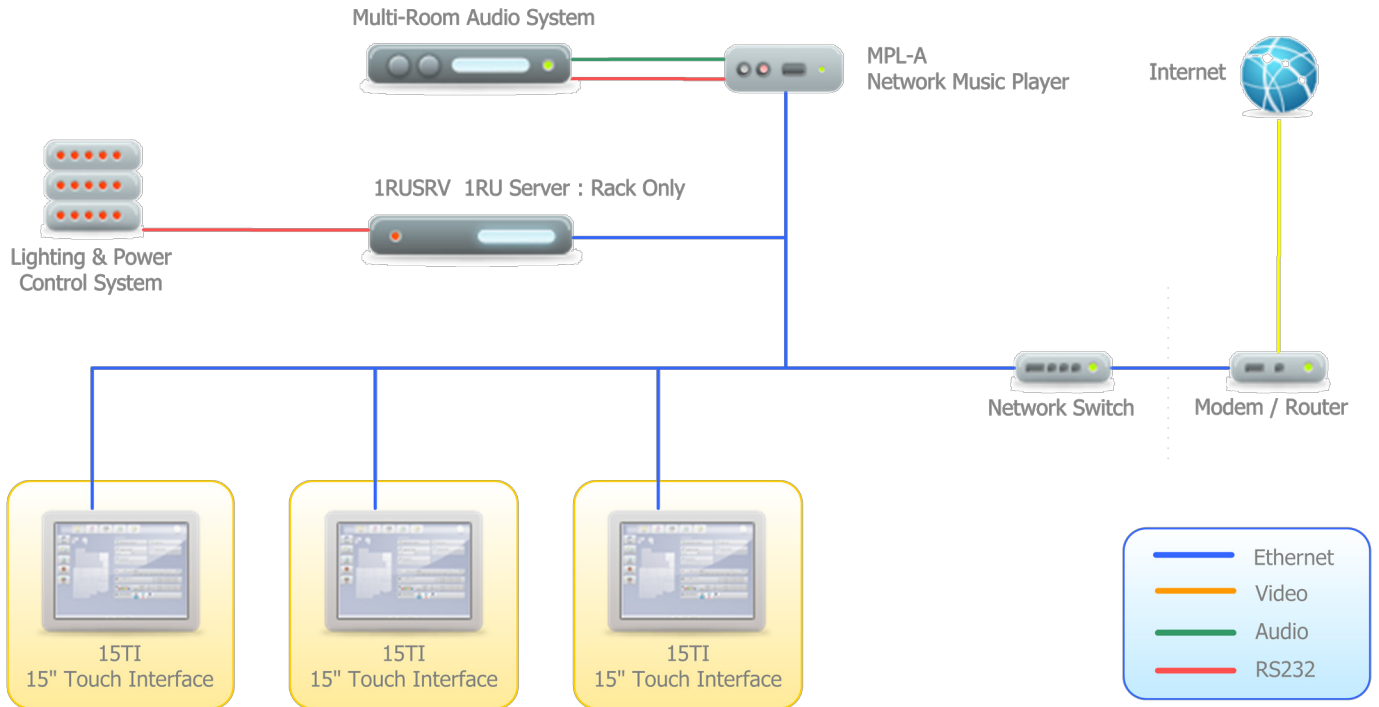 Multi-Room Audio System
MPL-A
Network Music Player
Internet
1RUSRV 1RU Server : Rack Only
Lighting & Power
Control System
Network Switch
Modem / Router
15TI
15" Touch Interface
15TI
15" Touch Interface
15TI
15" Touch Interface
Ethernet
Video
Audio
RS232